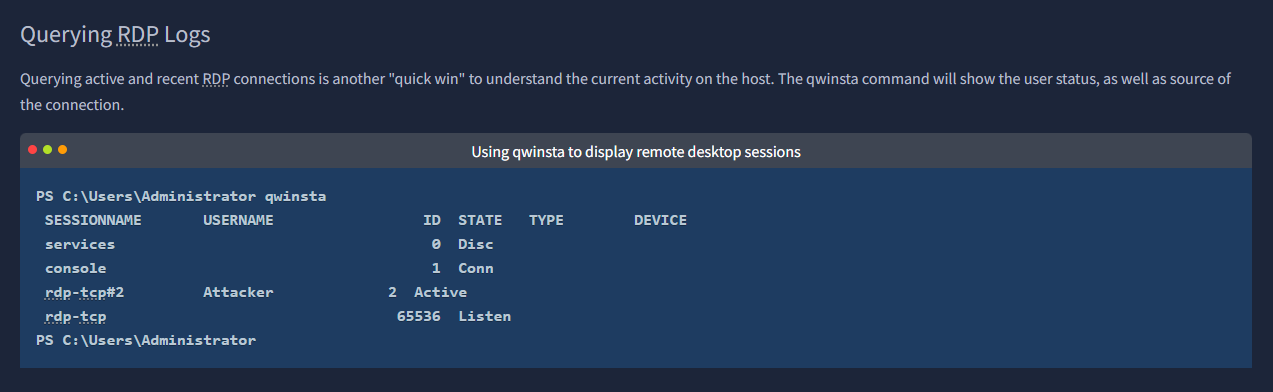 Querying RDP Logs
Querying active and recent RDP connections is another "quick win" to understand the current activity on the host. The qwinsta command will show the user status, as well as source of
the connection.
Using qwinsta to display remote desktop sessions
PS C:\Users\Administrator qwinsta
 SESSIONNAME       USERNAME                 ID  STATE   TYPE        DEVICE
 services                                    0  Disc
 console                                     1  Conn
 rdp-tcp#2         Attacker             2  Active
 rdp-tcp                                 65536  Listen
PS C:\Users\Administrator